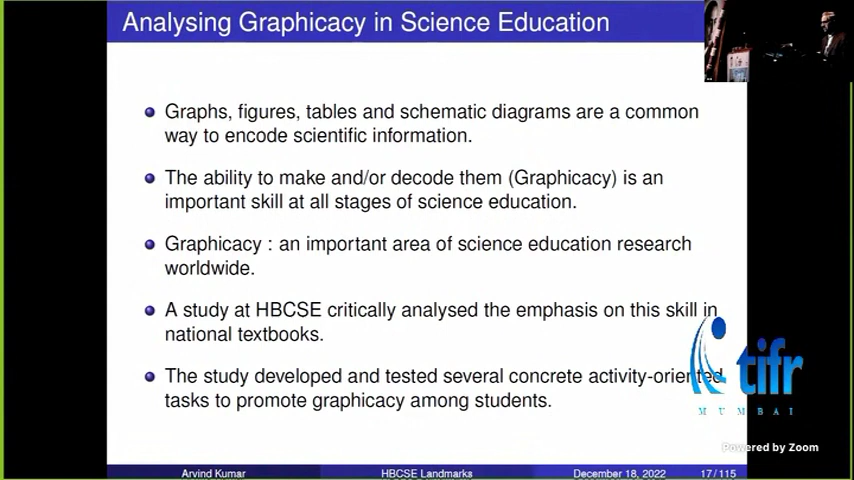 Analysing Graphicacy in Science Education
Graphs, figures, tables and schematic diagrams are a common
way to encode scientific information.
The ability to make and/or decode them (Graphicacy) is an
important skill at all stages of science education.
Graphicacy : an important area of science education research
worldwide.
A study at HBCSE critically analysed the emphasis on this skill in
national textbooks.
The study developed and tested several concrete activity-oriented
tasks to promote graphicacy among students.
tifr
MUMBAI
Powered by Zoom
Arvind Kumar HBCSE Landmarks December 18, 2022 17 / 115